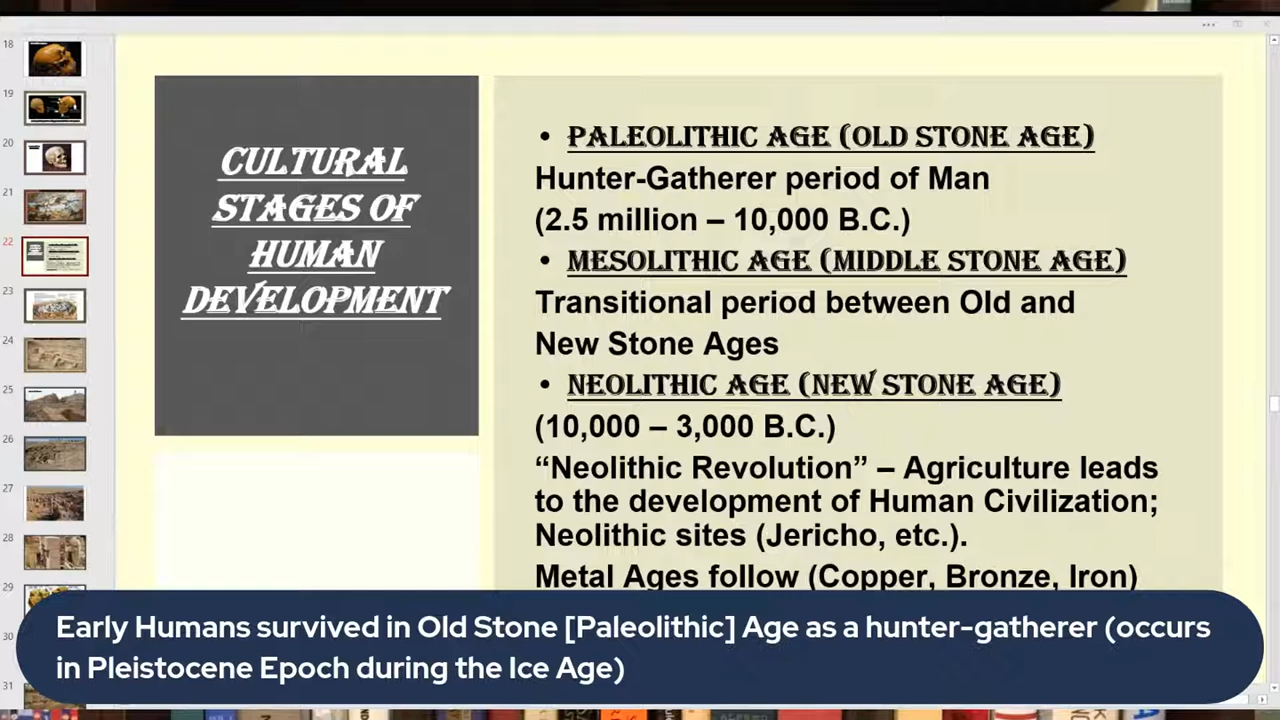 18
19
20
21
22
23
24
25
26
27
28
29
30
31
CULTURAL
STAGES OF
HUMAN
DEVELOPMENT
• PALEOLITHIC AGE (OLD STONE AGE)
Hunter-Gatherer period of Man
(2.5 million – 10,000 B.C.)
• MESOLITHIC AGE (MIDDLE STONE AGE)
Transitional period between Old and
New Stone Ages
• NEOLITHIC AGE (NEW STONE AGE)
(10,000 – 3,000 B.C.)
“Neolithic Revolution” – Agriculture leads
to the development of Human Civilization;
Neolithic sites (Jericho, etc.).
Metal Ages follow (Copper, Bronze, Iron)
Early Humans survived in Old Stone [Paleolithic] Age as a hunter-gatherer (occurs
in Pleistocene Epoch during the Ice Age)